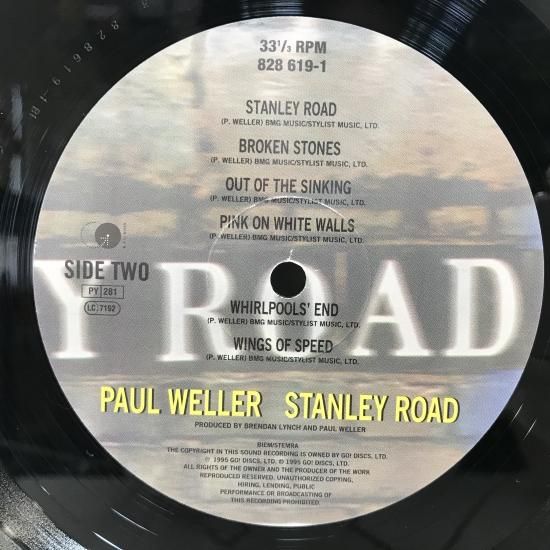 33⅓ RPM
828 619-1
STANLEY ROAD
(P. WELLER) BMG MUSIC/STYLIST MUSIC, LTD.
BROKEN STONES
(P. WELLER) BMG MUSIC/STYLIST MUSIC, LTD.
OUT OF THE SINKING
(P. WELLER) BMG MUSIC/STYLIST MUSIC, LTD.
PINK ON WHITE WALLS
(P. WELLER) BMG MUSIC/STYLIST MUSIC, LTD.
SIDE TWO
PY 281
LC 7192
Y ROAD
WHIRLPOOLS' END
(P. WELLER) BMG MUSIC/STYLIST MUSIC, LTD.
WINGS OF SPEED
(P. WELLER) BMG MUSIC/STYLIST MUSIC, LTD.
PAUL WELLER STANLEY ROAD
PRODUCED BY BRENDAN LYNCH AND PAUL WELLER
BIEM/STEMRA
THE COPYRIGHT IN THIS SOUND RECORDING IS OWNED BY GO! DISCS, LTD.
℗ 1995 GO! DISCS, LTD. © 1995 GO! DISCS, LTD.
ALL RIGHTS OF THE OWNER AND THE PRODUCER OF THE WORK
REPRODUCED RESERVED. UNAUTHORIZED COPYING,
HIRING, LENDING, PUBLIC
PERFORMANCE OR BROADCASTING OF
THIS RECORDING PROHIBITED.